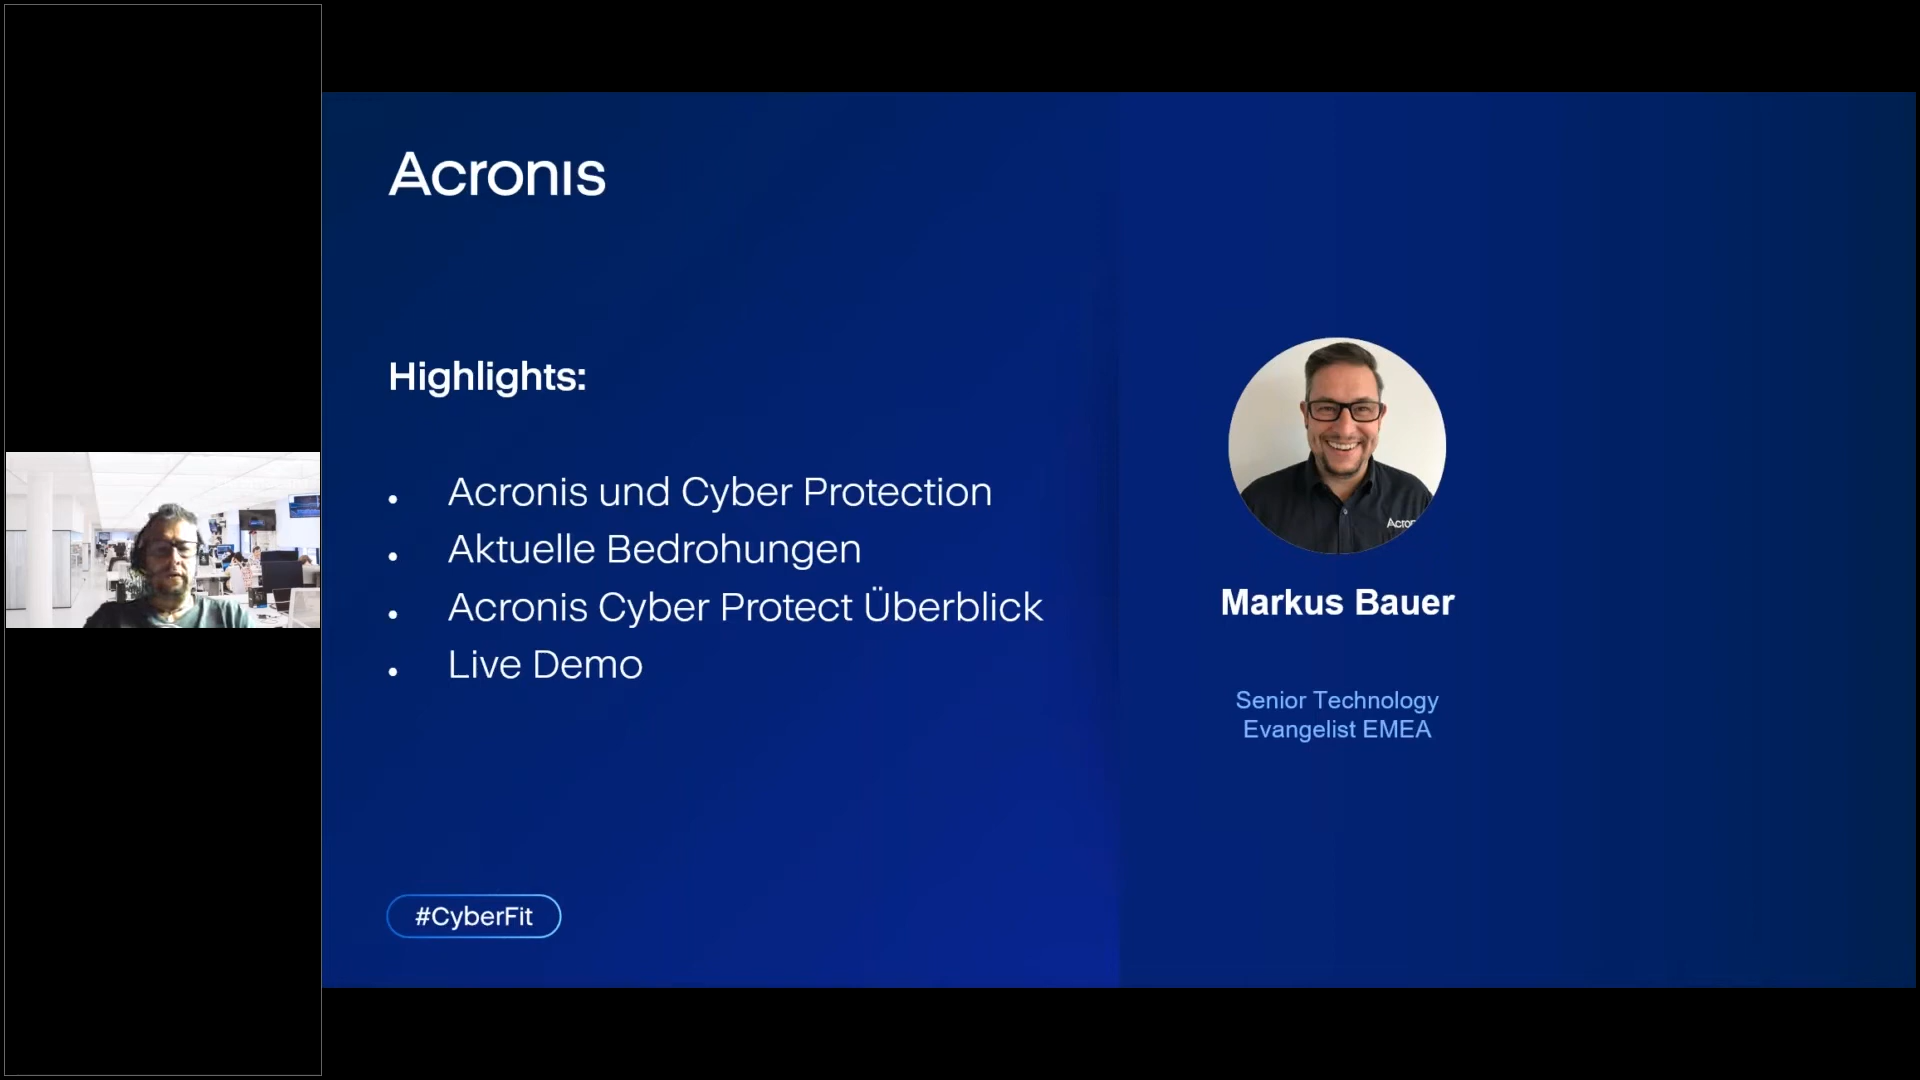 Acronis
Highlights:
• Acronis und Cyber Protection
• Aktuelle Bedrohungen
• Acronis Cyber Protect Überblick
• Live Demo
#CyberFit
Markus Bauer
Senior Technology
Evangelist EMEA